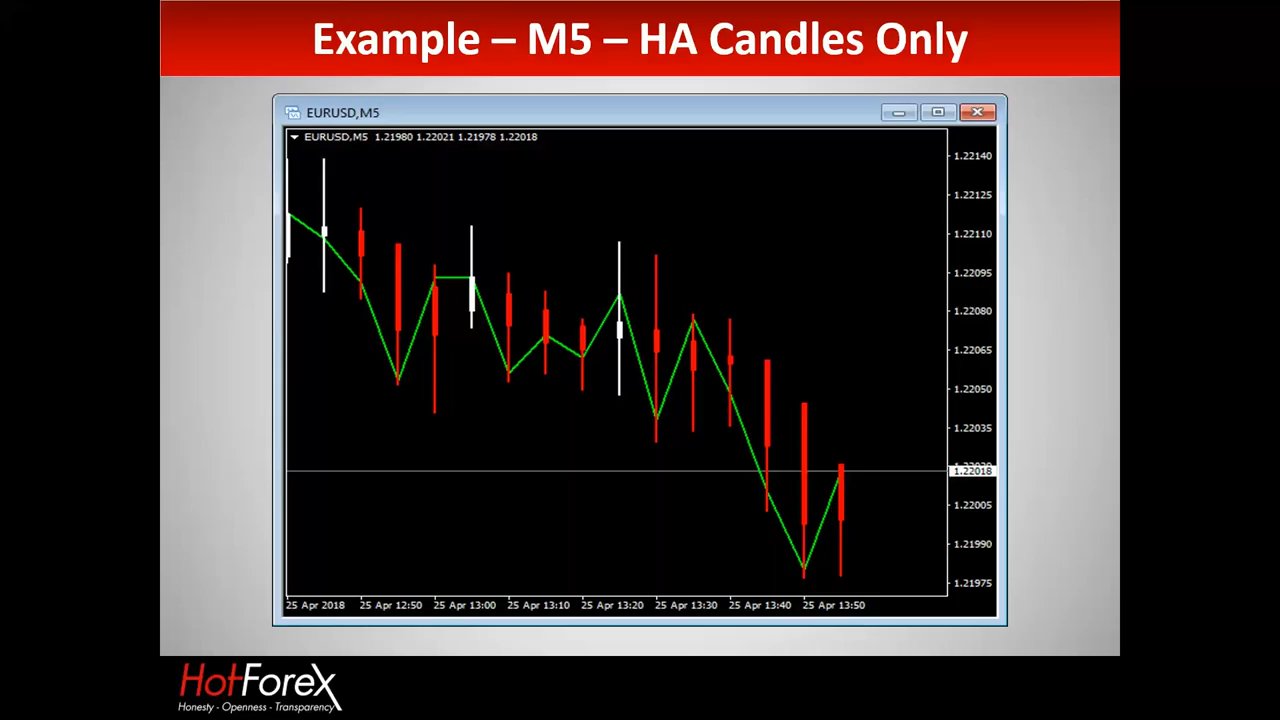 Example – M5 – HA Candles Only
EURUSD,M5
EURUSD,M5 1.21980 1.22021 1.21978 1.22018
1.22140
1.22125
1.22110
1.22095
1.22080
1.22065
1.22050
1.22035
1.22018
1.22005
1.21990
1.21975
25 Apr 2018 25 Apr 12:50 25 Apr 13:00 25 Apr 13:10 25 Apr 13:20 25 Apr 13:30 25 Apr 13:40 25 Apr 13:50
HotForex
Honesty - Openness - Transparency